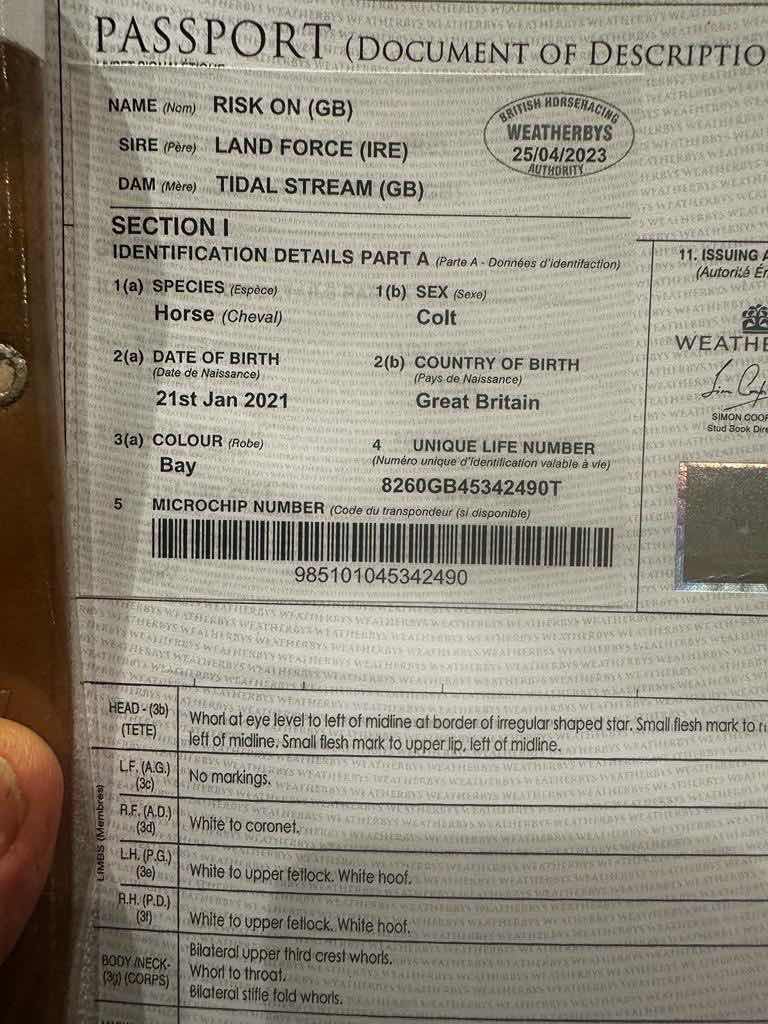 PASSPORT (DOCUMENT OF DESCRIPTIO
NAME (Nom) RISK ON (GB)
SIRE (Père) LAND FORCE (IRE)
DAM (Mère) TIDAL STREAM (GB)
BRITISH HORSERACING
WEATHERBYS
25/04/2023
AUTHORITY
SECTION I
IDENTIFICATION DETAILS PART A (Parte A - Données d'identifaction)
1(a) SPECIES (Espèce)
Horse (Cheval)
1(b) SEX (Sexe)
Colt
2(a) DATE OF BIRTH
(Date de Naissance)
21st Jan 2021
2(b) COUNTRY OF BIRTH
(Pays de Naissance)
Great Britain
3(a) COLOUR (Robe)
Bay
4 UNIQUE LIFE NUMBER
(Numéro unique d'identification valable à vie)
8260GB45342490T
5 MICROCHIP NUMBER (Code du transpondeur (si disponible)
985101045342490
11. ISSUING A
(Autorité Ém
WEATHE
SIMON COOP
Stud Book Dire
HEAD - (3b)
(TETE)
Whorl at eye level to left of midline at border of irregular shaped star. Small flesh mark to
left of midline. Small flesh mark to upper lip, left of midline.
LIMBS (Membres)
L.F. (A.G.)
(3c)
No markings.
R.F. (A.D.)
(3d)
White to coronet.
L.H. (P.G.)
(3e)
White to upper fetlock. White hoof.
R.H. (P.D.)
(3f)
White to upper fetlock. White hoof.
BODY /NECK-
(3g) (CORPS)
Bilateral upper third crest whorls.
Whorl to throat.
Bilateral stifle fold whorls.